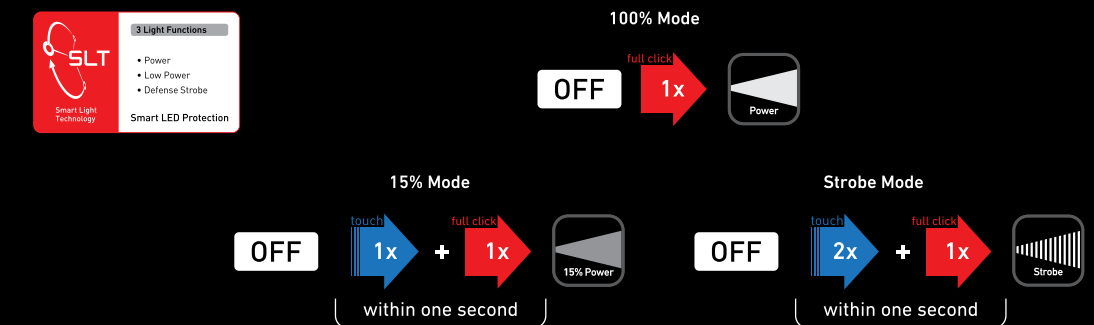 SLT
Smart Light
Technology
3 Light Functions
• Power
• Low Power
• Defense Strobe
Smart LED Protection
100% Mode
OFF
full click
1x
Power
15% Mode
OFF
touch
1x
+
full click
1x
15% Power
within one second
Strobe Mode
OFF
touch
2x
+
full click
1x
Strobe
within one second